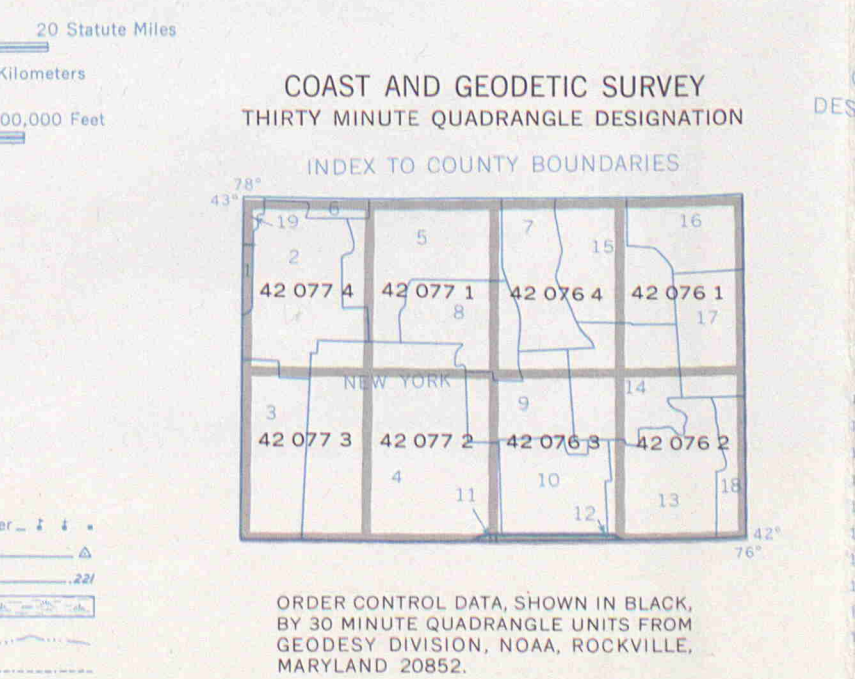 20 Statute Miles
Kilometers
00,000 Feet
COAST AND GEODETIC SURVEY
THIRTY MINUTE QUADRANGLE DESIGNATION
DES
INDEX TO COUNTY BOUNDARIES
78°
43°
6
19
5
7
16
15
2
1
42 077 4
42 077 1
42 076 4
42 076 1
8
17
NEW YORK
14
3
9
42 077 3
42 077 2
42 076 3
42 076 2
4
10
18
11
13
12
42°
76°
er
.221
ORDER CONTROL DATA, SHOWN IN BLACK,
BY 30 MINUTE QUADRANGLE UNITS FROM
GEODESY DIVISION, NOAA, ROCKVILLE,
MARYLAND 20852.